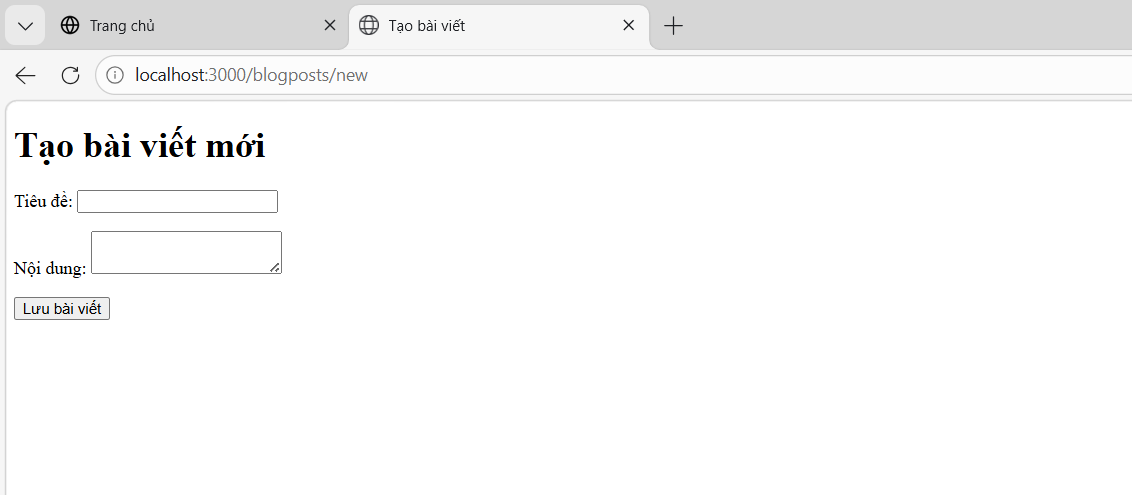 Trang chủ
Tạo bài viết
localhost:3000/blogposts/new
Tạo bài viết mới
Tiêu đề:
Nội dung:
Lưu bài viết